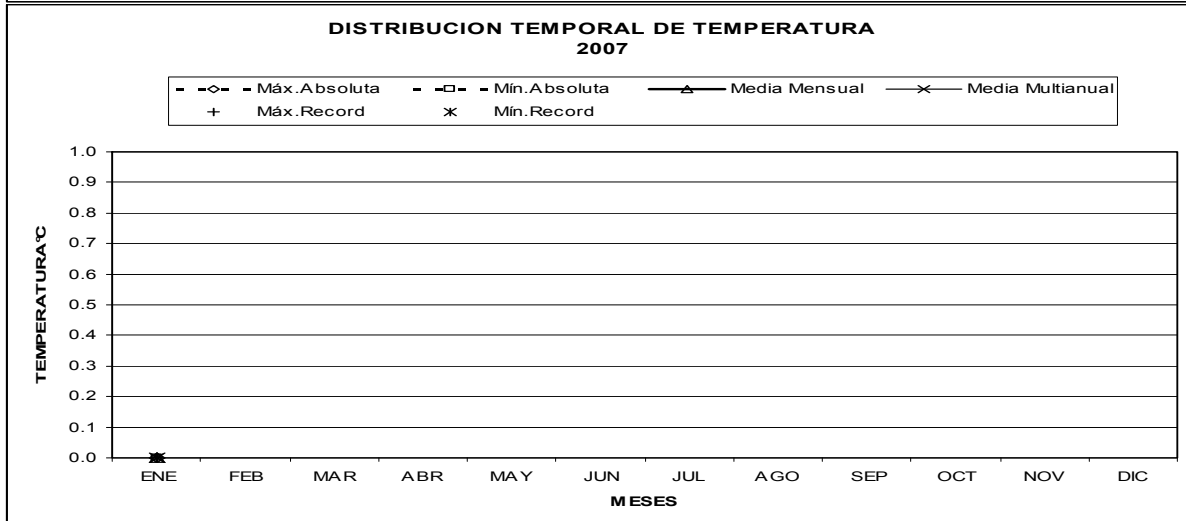 DISTRIBUCION TEMPORAL DE TEMPERATURA
2007
Máx.Absoluta Mín.Absoluta Media Mensual Media Multianual
Máx.Record Mín.Record
TEMPERATURA°C
1.0
0.9
0.8
0.7
0.6
0.5
0.4
0.3
0.2
0.1
0.0
ENE FEB MAR ABR MAY JUN JUL AGO SEP OCT NOV DIC
MESES